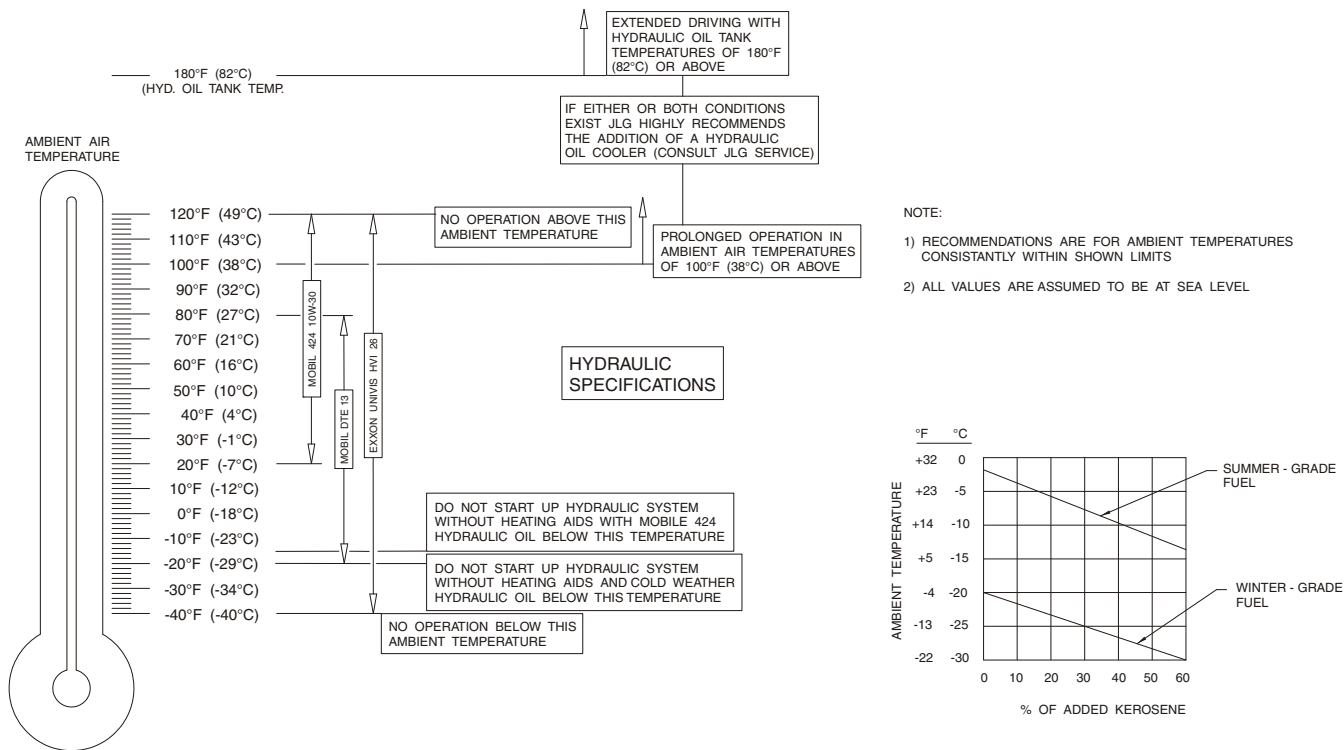 EXTENDED DRIVING WITH
HYDRAULIC OIL TANK
TEMPERATURES OF 180°F
(82°C) OR ABOVE
180°F (82°C)
(HYD. OIL TANK TEMP.
IF EITHER OR BOTH CONDITIONS
EXIST JLG HIGHLY RECOMMENDS
THE ADDITION OF A HYDRAULIC
OIL COOLER (CONSULT JLG SERVICE)
AMBIENT AIR
TEMPERATURE
120°F (49°C)
110°F (43°C)
100°F (38°C)
90°F (32°C)
80°F (27°C)
70°F (21°C)
60°F (16°C)
50°F (10°C)
40°F (4°C)
30°F (-1°C)
20°F (-7°C)
10°F (-12°C)
0°F (-18°C)
-10°F (-23°C)
-20°F (-29°C)
-30°F (-34°C)
-40°F (-40°C)
MOBIL 424 10W-30
MOBIL DTE 13
EXXON UNIVIS HVI 26
NO OPERATION ABOVE THIS
AMBIENT TEMPERATURE
PROLONGED OPERATION IN
AMBIENT AIR TEMPERATURES
OF 100°F (38°C) OR ABOVE
HYDRAULIC
SPECIFICATIONS
DO NOT START UP HYDRAULIC SYSTEM
WITHOUT HEATING AIDS WITH MOBILE 424
HYDRAULIC OIL BELOW THIS TEMPERATURE
DO NOT START UP HYDRAULIC SYSTEM
WITHOUT HEATING AIDS AND COLD WEATHER
HYDRAULIC OIL BELOW THIS TEMPERATURE
NO OPERATION BELOW THIS
AMBIENT TEMPERATURE
NOTE:
1) RECOMMENDATIONS ARE FOR AMBIENT TEMPERATURES
CONSISTANTLY WITHIN SHOWN LIMITS
2) ALL VALUES ARE ASSUMED TO BE AT SEA LEVEL
°F °C
+32 0
+23 -5
+14 -10
+5 -15
-4 -20
-13 -25
-22 -30
AMBIENT TEMPERATURE
0 10 20 30 40 50 60
% OF ADDED KEROSENE
SUMMER - GRADE
FUEL
WINTER - GRADE
FUEL